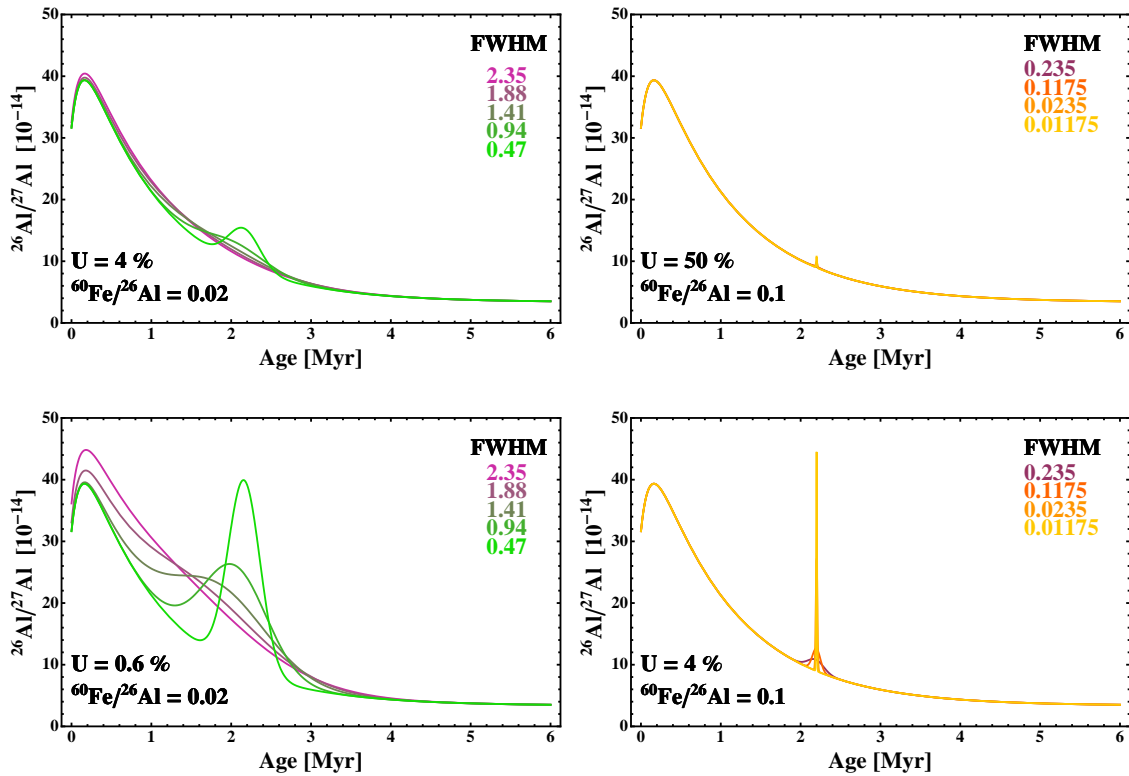 50
40
30
20
10
0
0 1 2 3 4 5 6
²⁶Al/²⁷Al [10⁻¹⁴]
Age [Myr]
FWHM
2.35
1.88
1.41
0.94
0.47
U = 4 %
⁶⁰Fe/²⁶Al = 0.02
50
40
30
20
10
0
0 1 2 3 4 5 6
²⁶Al/²⁷Al [10⁻¹⁴]
Age [Myr]
FWHM
0.235
0.1175
0.0235
0.01175
U = 50 %
⁶⁰Fe/²⁶Al = 0.1
50
40
30
20
10
0
0 1 2 3 4 5 6
²⁶Al/²⁷Al [10⁻¹⁴]
Age [Myr]
FWHM
2.35
1.88
1.41
0.94
0.47
U = 0.6 %
⁶⁰Fe/²⁶Al = 0.02
50
40
30
20
10
0
0 1 2 3 4 5 6
²⁶Al/²⁷Al [10⁻¹⁴]
Age [Myr]
FWHM
0.235
0.1175
0.0235
0.01175
U = 4 %
⁶⁰Fe/²⁶Al = 0.1